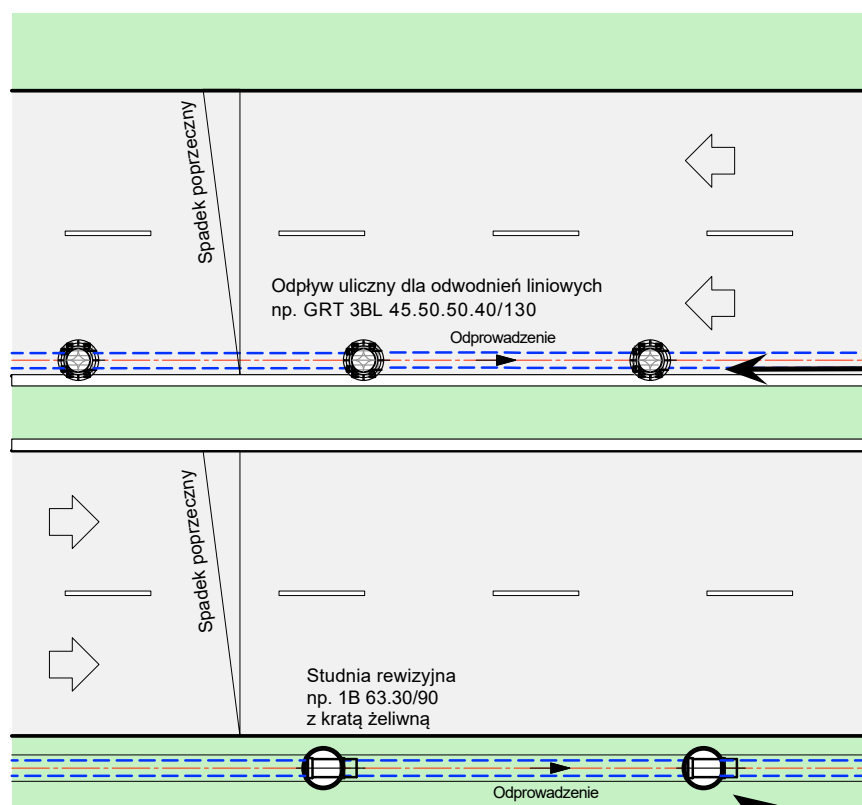 Spadek poprzeczny
Odpływ uliczny dla odwodnień liniowych
np. GRT 3BL 45.50.50.40/130
Odprowadzenie
Spadek poprzeczny
Studnia rewizyjna
np. 1B 63.30/90
z kratą żeliwną
Odprowadzenie